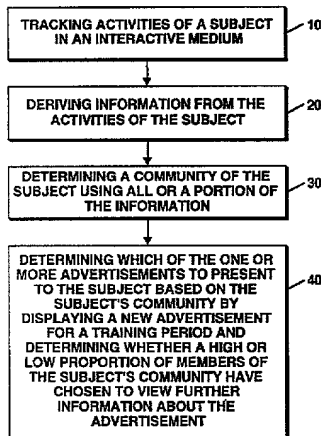 TRACKING ACTIVITIES OF A SUBJECT
IN AN INTERACTIVE MEDIUM
10
DERIVING INFORMATION FROM THE
ACTIVITIES OF THE SUBJECT
20
DETERMINING A COMMUNITY OF THE
SUBJECT USING ALL OR A PORTION OF
THE INFORMATION
30
DETERMINING WHICH OF THE ONE OR
MORE ADVERTISEMENTS TO PRESENT
TO THE SUBJECT BASED ON THE
SUBJECT'S COMMUNITY BY
DISPLAYING A NEW ADVERTISEMENT
FOR A TRAINING PERIOD AND
DETERMINING WHETHER A HIGH OR
LOW PROPORTION OF MEMBERS OF
THE SUBJECT'S COMMUNITY HAVE
CHOSEN TO VIEW FURTHER
INFORMATION ABOUT THE
ADVERTISEMENT
40